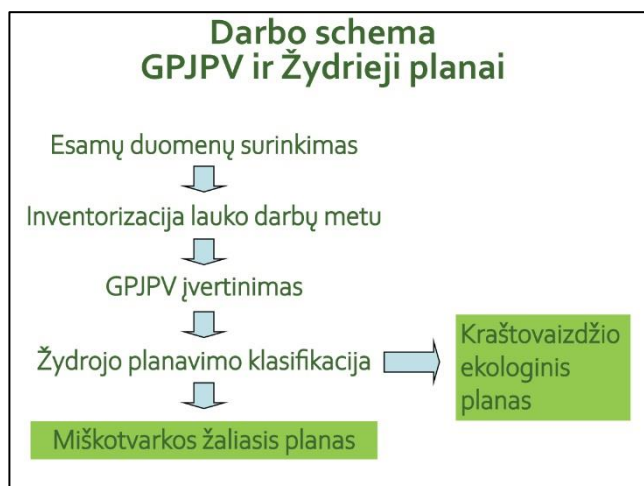 Darbo schema
GPJPV ir Žydrieji planai
Esamų duomenų surinkimas
Inventorizacija lauko darbų metu
GPJPV įvertinimas
Žydrojo planavimo klasifikacija
Kraštovaizdžio
ekologinis
planas
Miškotvarkos žaliasis planas